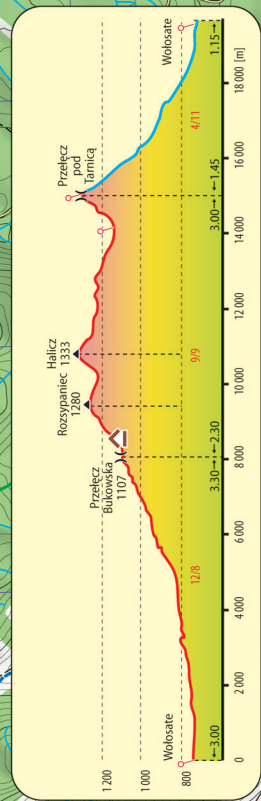 Wołosate
Przełęcz
Bukowska
1107
Rozsypaniec
1280
Halicz
1333
Przełęcz
pod
Tarnicą
Wołosate
1 200
1 000
800
12/8
9/9
4/11
←3.00
3.30→
←2.30
3.00→
←1.45
1.15→
0
2 000
4 000
6 000
8 000
10 000
12 000
14 000
16 000
18 000 [m]